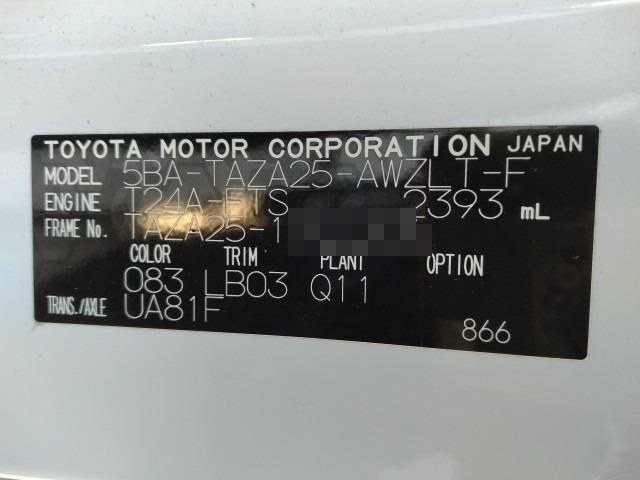 TOYOTA MOTOR CORPORATION JAPAN
MODEL 5BA-TAZA25-AWZLT-F
ENGINE T24A-FTS 2393 mL
FRAME No. TAZA25-1
COLOR TRIM PLANT OPTION
083 LB03 Q11
TRANS./AXLE UA81F
866